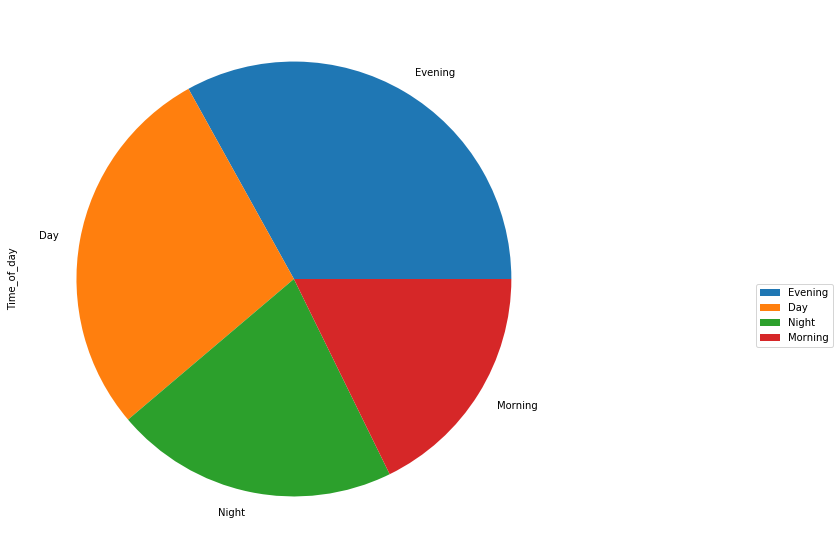 Evening
Day
Time_of_day
Evening
Day
Night
Morning
Morning
Night